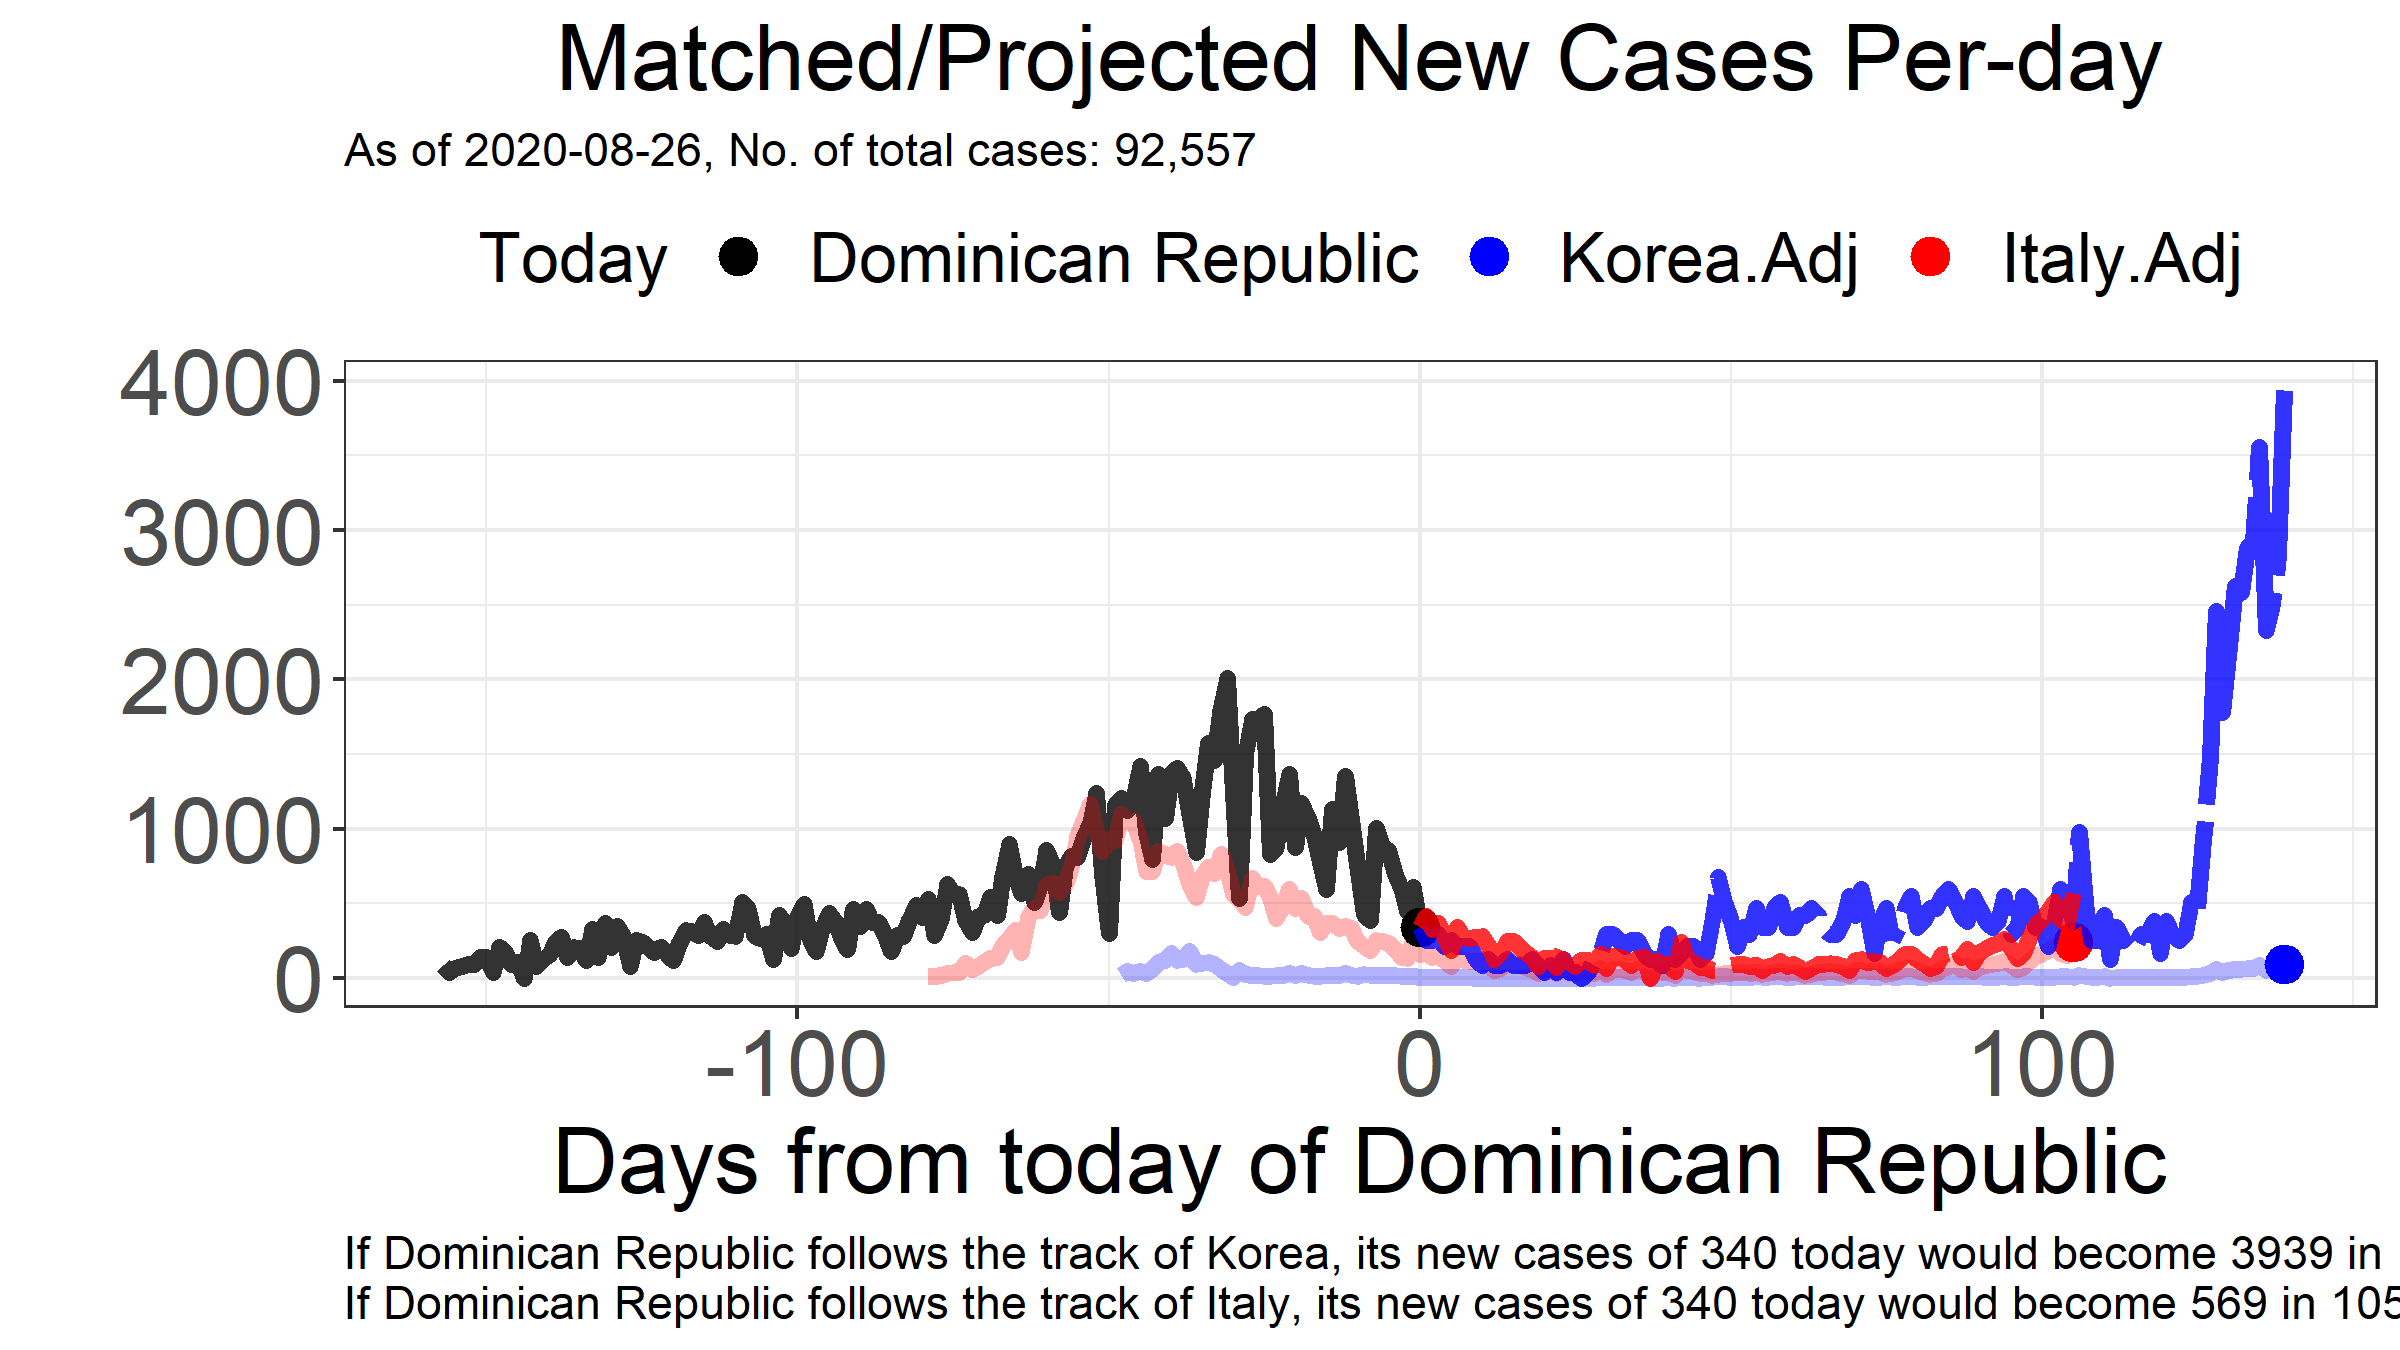 Matched/Projected New Cases Per-day
As of 2020-08-26, No. of total cases: 92,557
Today Dominican Republic Korea.Adj Italy.Adj
4000
3000
2000
1000
0
-100 0 100
Days from today of Dominican Republic
If Dominican Republic follows the track of Korea, its new cases of 340 today would become 3939 in
If Dominican Republic follows the track of Italy, its new cases of 340 today would become 569 in 105